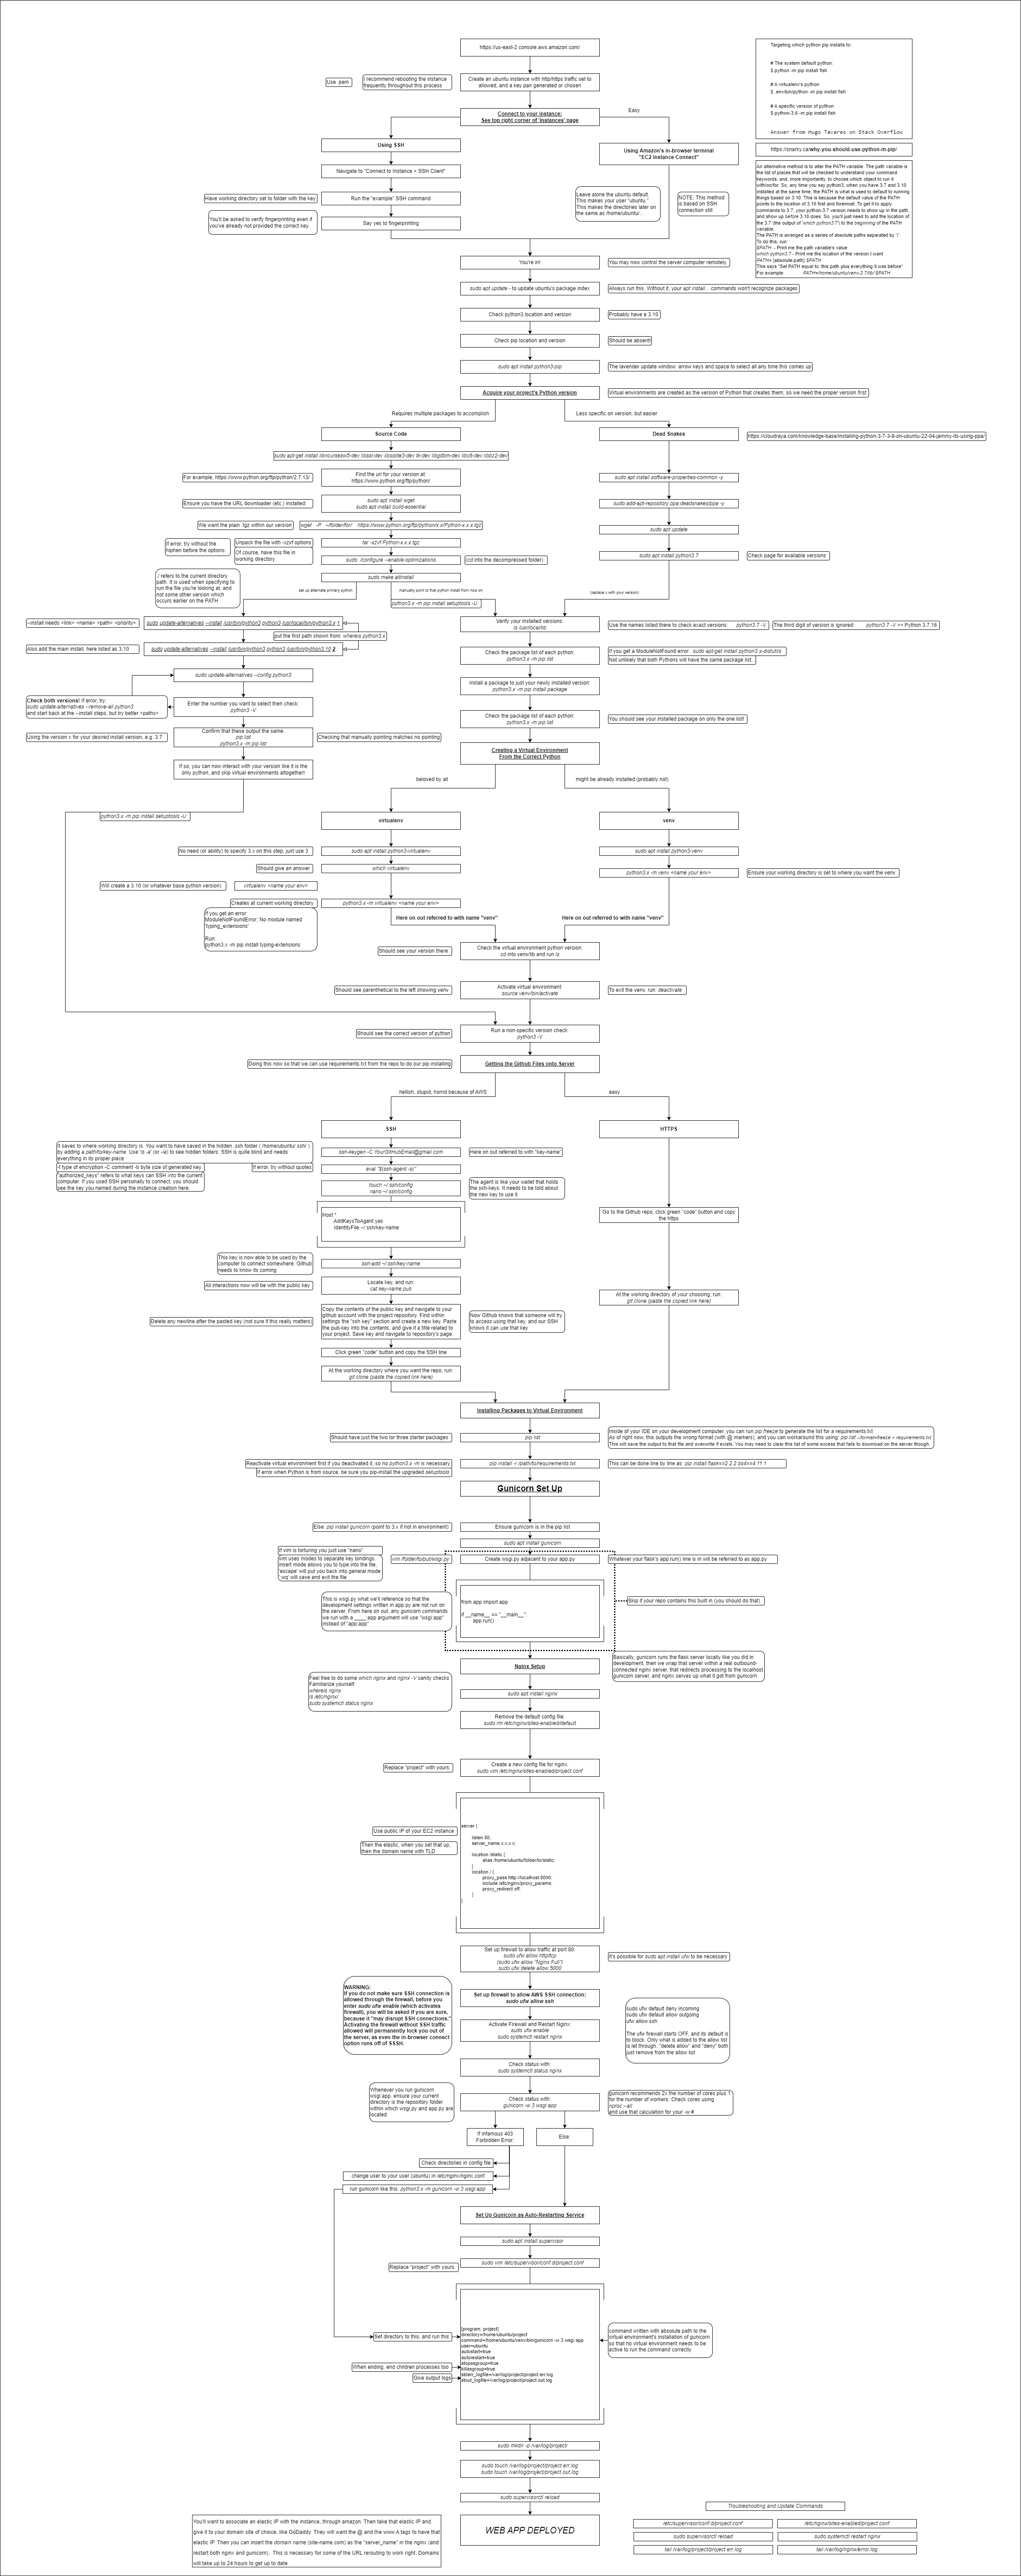 https://us-east-2.console.aws.amazon.com/
Use .pem
I recommend rebooting the instance
frequently throughout this process
Create an ubuntu instance with http/https traffic set to
allowed, and a key pair generated or chosen
Targeting which python pip installs to:
# The system default python:
$ python -m pip install fish
# A virtualenv's python:
$ .env/bin/python -m pip install fish
# A specific version of python:
$ python-3.6 -m pip install fish
Answer from Hugo Tavares on Stack Overflow
https://snarky.ca/why-you-should-use-python-m-pip/
An alternative method is to alter the PATH variable. The path variable is
the list of places that will be checked to understand your command
keywords, and, more importantly, to choose which object to run it
with/on/for. So, any time you say python3, when you have 3.7 and 3.10
installed at the same time, the PATH is what is used to default to running
things based on 3.10. This is because the default value of the PATH
points to the location of 3.10 first and foremost. To get it to apply
commands to 3.7, your python-3.7 version needs to show up in the path,
and show up before 3.10 does. So, you'll just need to add the location of
the 3.7 (the output of 'which python3.7') to the beginning of the PATH
variable.
The PATH is arranged as a series of absolute paths separated by ':'
To do this, run:
$PATH: - Print me the path variable's value
which python3.7 - Print me the location of the version I want
PATH= (absolute-path):$PATH
This says "Set PATH equal to: this path plus everything it was before"
For example: PATH=/home/ubuntu/venv-3.7/lib/:$PATH
Connect to your instance:
See top right corner of 'Instances' page
Easy
Using SSH
Using Amazon's in-browser terminal
"EC2 Instance Connect"
Navigate to "Connect to Instance > SSH Client"
Have working directory set to folder with the key
Run the "example" SSH command
Leave alone the ubuntu default.
This makes your user "ubuntu."
This makes the directories later on
the same as /home/ubuntu/...
NOTE: This method
is based on SSH
connection still
You'll be asked to verify fingerprinting even if
you've already not provided the correct key.
Say yes to fingerprinting
You're in!
You may now control the server computer remotely.
sudo apt update - to update ubuntu's package index
Always run this. Without it, your apt install... commands won't recognize packages
Check python3 location and version
Probably have a 3.10
Check pip location and version
Should be absent!
sudo apt install python3-pip
The lavender update window: arrow keys and space to select all any time this comes up
Acquire your project's Python version
Virtual environments are created as the version of Python that creates them, so we need the proper version first
Requires multiple packages to accomplish
Less specific on version, but easier
Source Code
Dead Snakes
https://cloudraya.com/knowledge-base/installing-python-3-7-3-8-on-ubuntu-22-04-jammy-lts-using-ppa/
sudo apt-get install libncursesw5-dev libssl-dev libsqlite3-dev tk-dev libgdbm-dev libc6-dev libbz2-dev
For example, https://www.python.org/ftp/python/2.7.13/
Find the url for your version at:
https://www.python.org/ftp/python/
sudo apt install software-properties-common -y
Ensure you have the URL downloader (etc.) installed:
sudo apt install wget
sudo apt install build-essential
sudo add-apt-repository ppa:deadsnakes/ppa -y
We want the plain .tgz within our version
wget -P ~/folder/for/ https://www.python.org/ftp/python/x.x/Python-x.x.x.tgz
sudo apt update
If error, try without the
hiphen before the options
Unpack the file with -xzvf options
Of course, have this file in
working directory
tar -xzvf Python-x.x.x.tgz
sudo ./configure --enable-optimizations
(cd into the decompressed folder)
sudo apt install python3.7
Check page for available versions
./ refers to the current directory
path. It is used when specifying to
run the file you're looking at, and
not some other version which
occurs earlier on the PATH
sudo make altinstall
set up alternate primary python
manually point to that python install from now on
(replace x with your version)
python3.x -m pip install setuptools -U
--install needs <link> <name> <path> <priority>
sudo update-alternatives --install /usr/bin/python3 python3 /usr/local/bin/python3.x 1
Verify your installed versions:
ls /usr/local/lib
Use the names listed there to check exact versions: python3.7 -V
The third digit of version is ignored: python3.7 -V => Python 3.7.16
put the first path shown from: whereis python3.x
Also add the main install, here listed as 3.10
sudo update-alternatives --install /usr/bin/python3 python3 /usr/bin/python3.10 2
Check the package list of each python:
python3.x -m pip list
If you get a ModuleNotFound error: sudo apt-get install python3.x-distutils
Not unlikely that both Pythons will have the same package list.
sudo update-alternatives --config python3
Install a package to just your newly installed version:
python3.x -m pip install package
Check both versions! If error, try:
sudo update-alternatives --remove-all python3
and start back at the --install steps, but try better <paths>
Enter the number you want to select then check:
python3 -V
Check the package list of each python:
python3.x -m pip list
You should see your installed package on only the one list!
Using the version x for your desired install version, e.g. 3.7
Confirm that these output the same:
pip list
python3.x -m pip list
Checking that manually pointing matches no pointing
Creating a Virtual Environment
From the Correct Python
If so, you can now interact with your version like it is the
only python, and skip virtual environments altogether!
beloved by all
might be already installed (probably not)
python3.x -m pip install setuptools -U
virtualenv
venv
No need (or ability) to specify 3.x on this step, just use 3
sudo apt install python3-virtualenv
sudo apt install python3-venv
Should give an answer
which virtualenv
python3.x -m venv <name your env>
Ensure your working directory is set to where you want the venv
Will create a 3.10 (or whatever base python version)
virtualenv <name your env>
Creates at current working directory
python3.x -m virtualenv <name your env>
If you get an error:
ModuleNotFoundError: No module named
'typing_extensions'
Run:
python3.x -m pip install typing-extensions
Here on out referred to with name "venv"
Here on out referred to with name "venv"
Should see your version there
Check the virtual environment python version:
cd into venv/lib and run ls
Should see parenthetical to the left showing venv
Activate virtual environment
source venv/bin/activate
To exit the venv, run: deactivate
Should see the correct version of python
Run a non-specific version check:
python3 -V
Doing this now so that we can use requirements.txt from the repo to do our pip installing
Getting the Github Files onto Server
hellish, stupid, horrid because of AWS
easy
SSH
HTTPS
It saves to where working directory is. You want to have saved in the hidden .ssh folder ( /home/ubuntu/.ssh/ )
by adding a path/to/key-name. Use 'ls -a' (or -la) to see hidden folders. SSH is quite blind and needs
everything in its proper place
ssh-keygen -C YourGitHubEmail@gmail.com
Here on out referred to with "key-name"
-t type of encryption -C comment -b byte size of generated key
If error, try without quotes
eval "$(ssh-agent -s)"
"authorized_keys" refers to what keys can SSH into the current
computer. If you used SSH personally to connect, you should
see the key you named during the instance creation here.
touch ~/.ssh/config
nano ~/.ssh/config
The agent is like your wallet that holds
the ssh-keys. It needs to be told about
the new key to use it
Host *
AddKeysToAgent yes
IdentityFile ~/.ssh/key-name
Go to the Github repo, click green "code" button and copy
the https
This key is now able to be used by the
computer to connect somewhere. Github
needs to know its coming
ssh-add ~/.ssh/key-name
All interactions now will be with the public key
Locate key, and run:
cat key-name.pub
At the working directory of your choosing, run:
git clone (paste the copied link here)
Delete any newline after the pasted key (not sure if this really matters)
Copy the contents of the public key and navigate to your
github account with the project repository. Find within
settings the "ssh key" section and create a new key. Paste
the pub-key into the contents, and give it a title related to
your project. Save key and navigate to repository's page.
Now Github knows that someone will try
to access using that key, and our SSH
knows it can use that key
Click green "code" button and copy the SSH line
At the working directory where you want the repo, run:
git clone (paste the copied link here)
Installing Packages to Virtual Environment
Should have just the two (or three starter packages
pip list
Inside of your IDE on your development computer, you can run pip freeze to generate the list for a requirements.txt
As of right now, this outputs the wrong format (with @ markers), and you can workaround this using: pip list --format=freeze > requirements.txt
This will save the output to that file and overwrite if exists. You may need to clear this list of some excess that fails to download on the server though.
Reactivate virtual environment first if you deactivated it, so no python3.x -m is necessary
If error when Python is from source, be sure you pip-install the upgraded setuptools
pip install -r /path/to/requirements.txt
This can be done line by line as: pip install flask==2.2.2 bs4==4.11.1
Gunicorn Set Up
Else: pip install gunicorn (point to 3.x if not in environment)
Ensure gunicorn is in the pip list
sudo apt install gunicorn
If vim is torturing you just use "nano"
vim uses modes to separate key bindings.
insert mode allows you to type into the file,
'escape' will put you back into general mode
':wq' will save and exit the file
vim /folder/to/put/wsgi.py
Create wsgi.py adjacent to your app.py
Whatever your flask's app.run() line is in will be referred to as app.py
This is wsgi.py what we'll reference so that the
development settings written in app.py are not run on
the server. From here on out, any gunicorn commands
we run with a ____:app argument will use "wsgi:app"
instead of "app:app"
from app import app
if __name__ == "__main__":
app.run()
Skip if your repo contains this built in (you should do that)
Nginx Setup
Basically, gunicorn runs the flask server locally like you did in
development, then we wrap that server within a real outbound-
connected nginx server, that redirects processing to the localhost
gunicorn server, and nginx serves up what it got from gunicorn
Feel free to do some which nginx and nginx -V sanity checks
Familiarize yourself:
whereis nginx
ls /etc/nginx/
sudo systemctl status nginx
sudo apt install nginx
Remove the default config file:
sudo rm /etc/nginx/sites-enabled/default
Replace "project" with yours
Create a new config file for nginx:
sudo vim /etc/nginx/sites-enabled/project.conf
Use public IP of your EC2 instance
Then the elastic, when you set that up,
then the domain name with TLD
server {
listen 80;
server_name x.x.x.x;
location /static {
alias /home/ubuntu/folder/to/static;
}
location / {
proxy_pass http://localhost:8000;
include /etc/nginx/proxy_params;
proxy_redirect off;
}
}
Set up firewall to allow traffic at port 80:
sudo ufw allow http/tcp
(sudo ufw allow "Nginx Full")
sudo ufw delete allow 5000
It's possible for sudo apt install ufw to be necessary
WARNING:
If you do not make sure SSH connection is
allowed through the firewall, before you
enter sudo ufw enable (which activates
firewall), you will be asked if you are sure,
because it "may disrupt SSH connections."
Activating the firewall without SSH traffic
allowed will permanently lock you out of
the server, as even the in-browser connect
option runs off of SSSH.
Set up firewall to allow AWS SSH connection:
sudo ufw allow ssh
sudo ufw default deny incoming
sudo ufw default allow outgoing
ufw allow ssh
The ufw firewall starts OFF, and its default is
to block. Only what is added to the allow list
is let through. "delete allow" and "deny" both
just remove from the allow list
Activate Firewall and Restart Nginx:
sudo ufw enable
sudo systemctl restart nginx
Check status with:
sudo systemctl status nginx
Whenever you run gunicorn
wsgi:app, ensure your current
directory is the repository folder
within which wsgi.py and app.py are
located
Check status with:
gunicorn -w 3 wsgi:app
gunicorn recommends 2x the number of cores plus 1
for the number of workers. Check cores using
nproc --all
and use that calculation for your -w #
If infamous 403
Forbidden Error:
Else:
Check directories in config file
change user to your user (ubuntu) in /etc/nginx/nginx.conf
run gunicorn like this: python3.x -m gunicorn -w 3 wsgi:app
Set Up Gunicorn as Auto-Restarting Service
sudo apt install supervisor
Replace "project" with yours
sudo vim /etc/supervisor/conf.d/project.conf
Set directory to this, and run this
When ending, end children processes too
Give output logs
[program: project]
directory=/home/ubuntu/project
command=/home/ubuntu/venv/bin/gunicorn -w 3 wsgi:app
user=ubuntu
autostart=true
autorestart=true
stopasgroup=true
killasgroup=true
stderr_logfile=/var/log/project/project.err.log
stout_logfile=/var/log/project/project.out.log
command written with absolute path to the
virtual environment's installation of gunicorn
so that no virtual environment needs to be
active to run the command correctly
sudo mkdir -p /var/log/project/
sudo touch /var/log/project/project.err.log
sudo touch /var/log/project/project.out.log
sudo supervisorctl reload
You'll want to associate an elastic IP with the instance, through amazon. Then take that elastic IP and
give it to your domain site of choice, like GoDaddy. They will want the @ and the www A tags to have that
elastic IP. Then you can insert the domain name (site-name.com) as the "server_name" in the nginx (and
restart both nginx and gunicorn). This is necessary for some of the URL rerouting to work right. Domains
will take up to 24 hours to get up to date.
WEB APP DEPLOYED
Troubleshooting and Update Commands
/etc/supervisor/conf.d/project.conf
/etc/nginx/sites-enabled/project.conf
sudo supervisorctl reload
sudo systemctl restart nginx
tail /var/log/project/project.err.log
tail /var/log/nginx/error.log